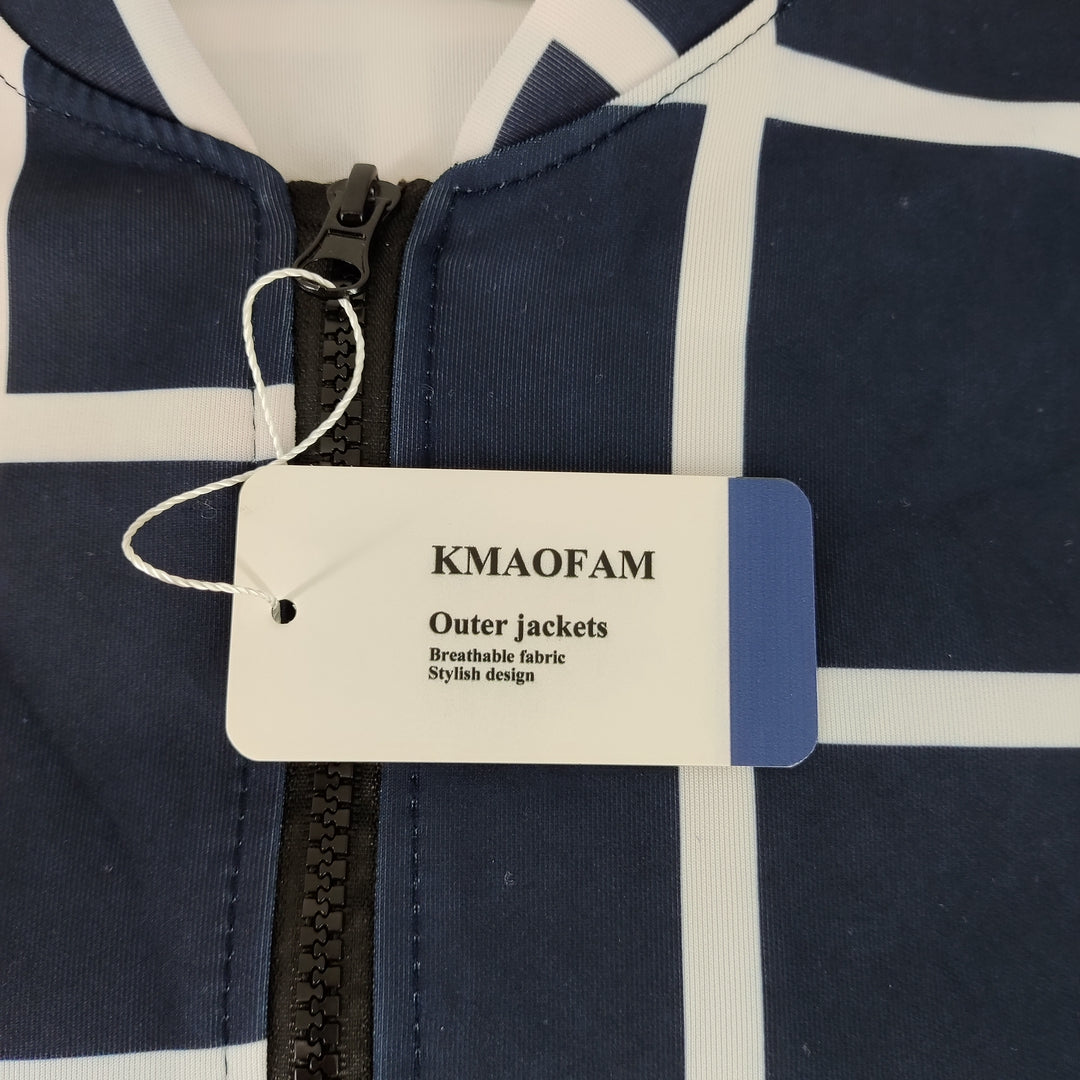 KMAOFAM
Outer jackets
Breathable fabric
Stylish design